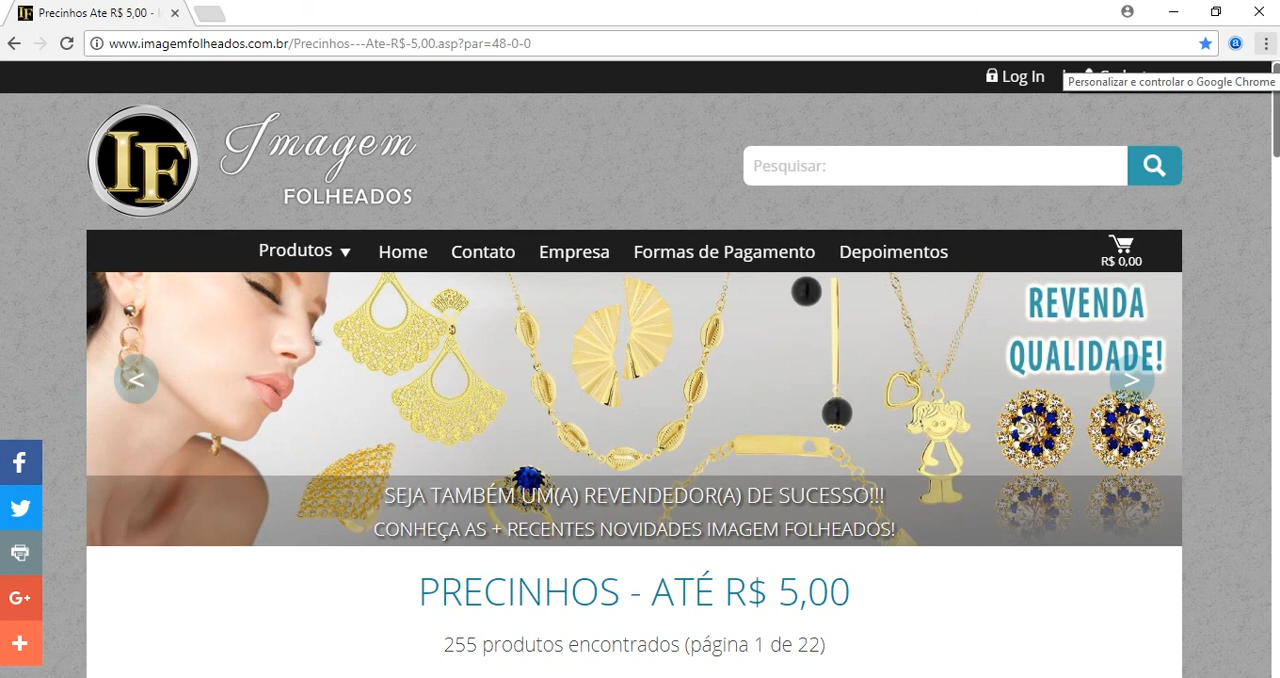 Precinhos Ate R$ 5,00 -
www.imagemfolheados.com.br/Precinhos---Ate-R$-5,00.asp?par=48-0-0
Log In
Personalizar e controlar o Google Chrome
IF
Imagem
FOLHEADOS
Pesquisar:
Produtos ▼ Home Contato Empresa Formas de Pagamento Depoimentos
R$ 0,00
REVENDA
QUALIDADE!
< >
SEJA TAMBÉM UM(A) REVENDEDOR(A) DE SUCESSO!!!
CONHEÇA AS + RECENTES NOVIDADES IMAGEM FOLHEADOS!
PRECINHOS - ATÉ R$ 5,00
255 produtos encontrados (página 1 de 22)
f
G+
+